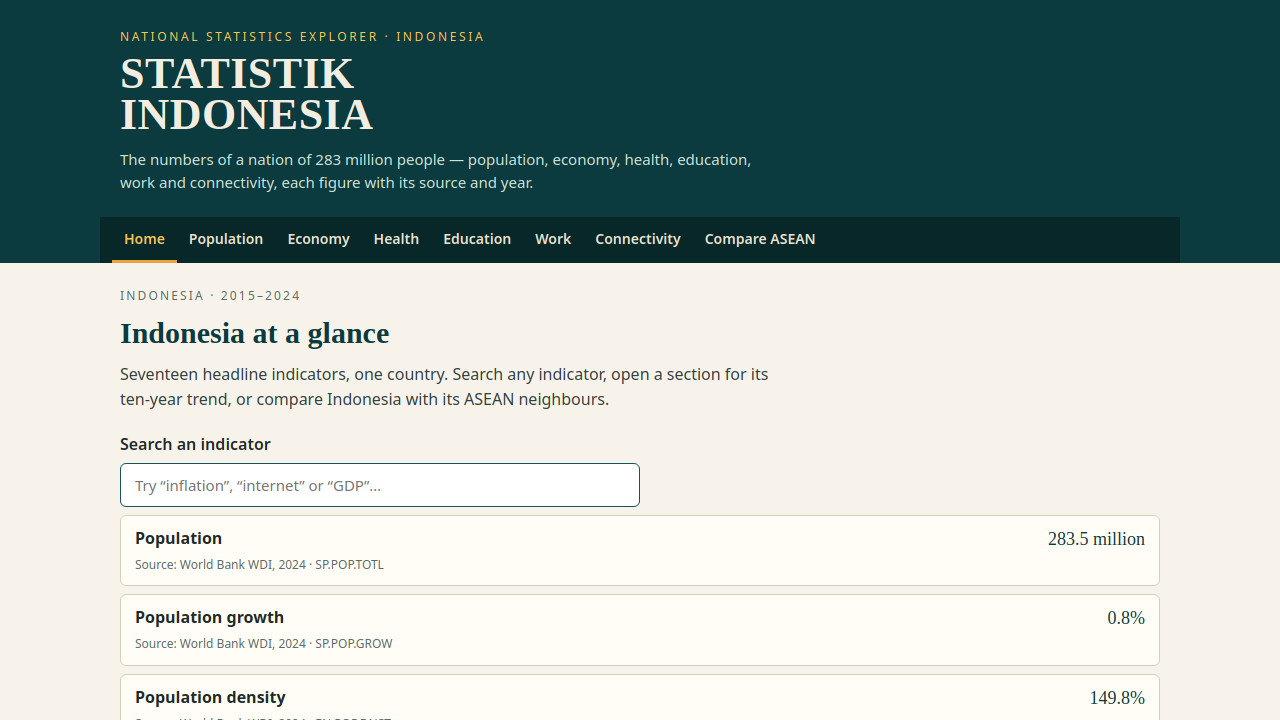 NATIONAL STATISTICS EXPLORER · INDONESIA
STATISTIK
INDONESIA
The numbers of a nation of 283 million people — population, economy, health, education,
work and connectivity, each figure with its source and year.
Home Population Economy Health Education Work Connectivity Compare ASEAN
INDONESIA · 2015–2024
Indonesia at a glance
Seventeen headline indicators, one country. Search any indicator, open a section for its
ten-year trend, or compare Indonesia with its ASEAN neighbours.
Search an indicator
Try “inflation”, “internet” or “GDP”…
Population 283.5 million
Source: World Bank WDI, 2024 · SP.POP.TOTL
Population growth 0.8%
Source: World Bank WDI, 2024 · SP.POP.GROW
Population density 149.8%